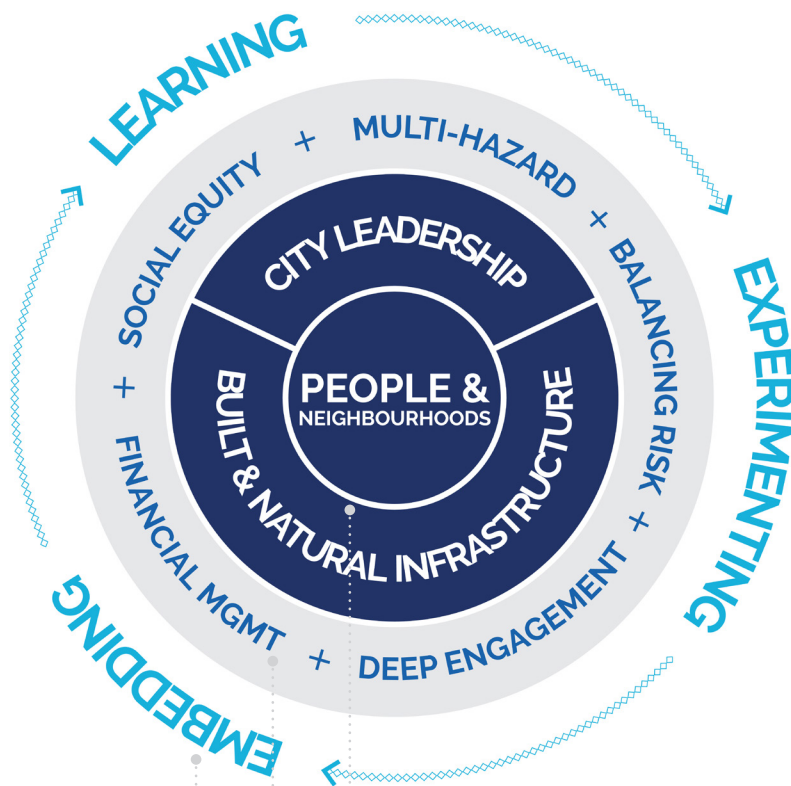 LEARNING
EXPERIMENTING
EMBEDDING
MULTI-HAZARD
+
BALANCING RISK
+
DEEP ENGAGEMENT
+
FINANCIAL MGMT
+
SOCIAL EQUITY
+
CITY LEADERSHIP
BUILT & NATURAL INFRASTRUCTURE
PEOPLE &
NEIGHBOURHOODS